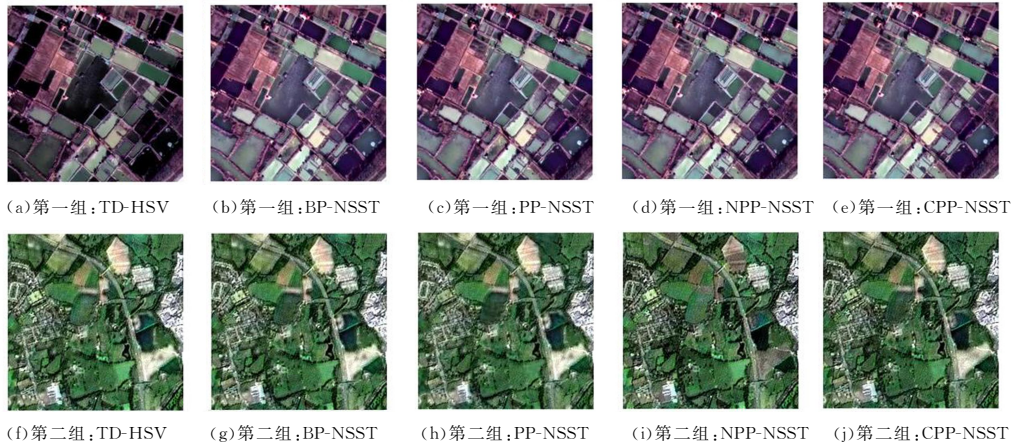 (a)第一组:TD-HSV
(b)第一组:BP-NSST
(c)第一组:PP-NSST
(d)第一组:NPP-NSST
(e)第一组:CPP-NSST
(f)第二组:TD-HSV
(g)第二组:BP-NSST
(h)第二组:PP-NSST
(i)第二组:NPP-NSST
(j)第二组:CPP-NSST